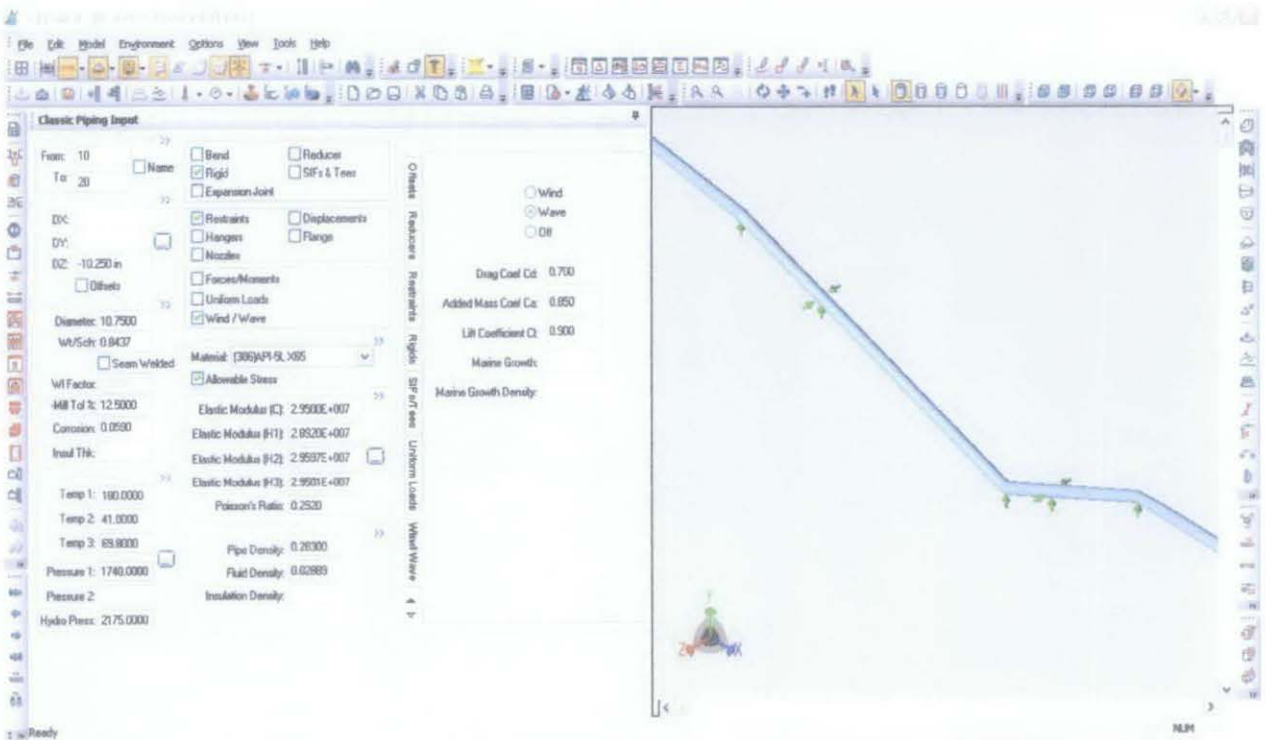 File Edit Model Environment Options View Tools Help
Classic Piping Input
From: 10
To: 20
Name
DX:
DY:
DZ: -10.250 in
Offsets
Diameter: 10.7500
Wt/Sch: 0.8437
Seam Welded
Wl Factor:
-Mill Tol %: 12.5000
Corrosion: 0.0590
Insul Thk:
Temp 1: 180.0000
Temp 2: 41.0000
Temp 3: 69.8000
Pressure 1: 1740.0000
Pressure 2:
Hydro Press: 2175.0000
Bend
Reducer
Rigid
SIFs & Tees
Expansion Joint
Restraints
Displacements
Hangers
Flange
Nozzles
Forces/Moments
Uniform Loads
Wind / Wave
Material: (386)API-5L X65
Allowable Stress
Elastic Modulus (C): 2.9500E+007
Elastic Modulus (H1): 2.8920E+007
Elastic Modulus (H2): 2.9597E+007
Elastic Modulus (H3): 2.9501E+007
Poisson's Ratio: 0.2920
Pipe Density: 0.28300
Fluid Density: 0.02889
Insulation Density:
Offsets
Reducers
Restraints
Rigids
SIFs/Tees
Uniform Loads
Wind Wave
Wind
Wave
Off
Drag Coef Cd: 0.700
Added Mass Coef Ca: 0.850
Lift Coefficient Cl: 0.900
Marine Growth:
Marine Growth Density:
Y
Z
X
Ready
NUM